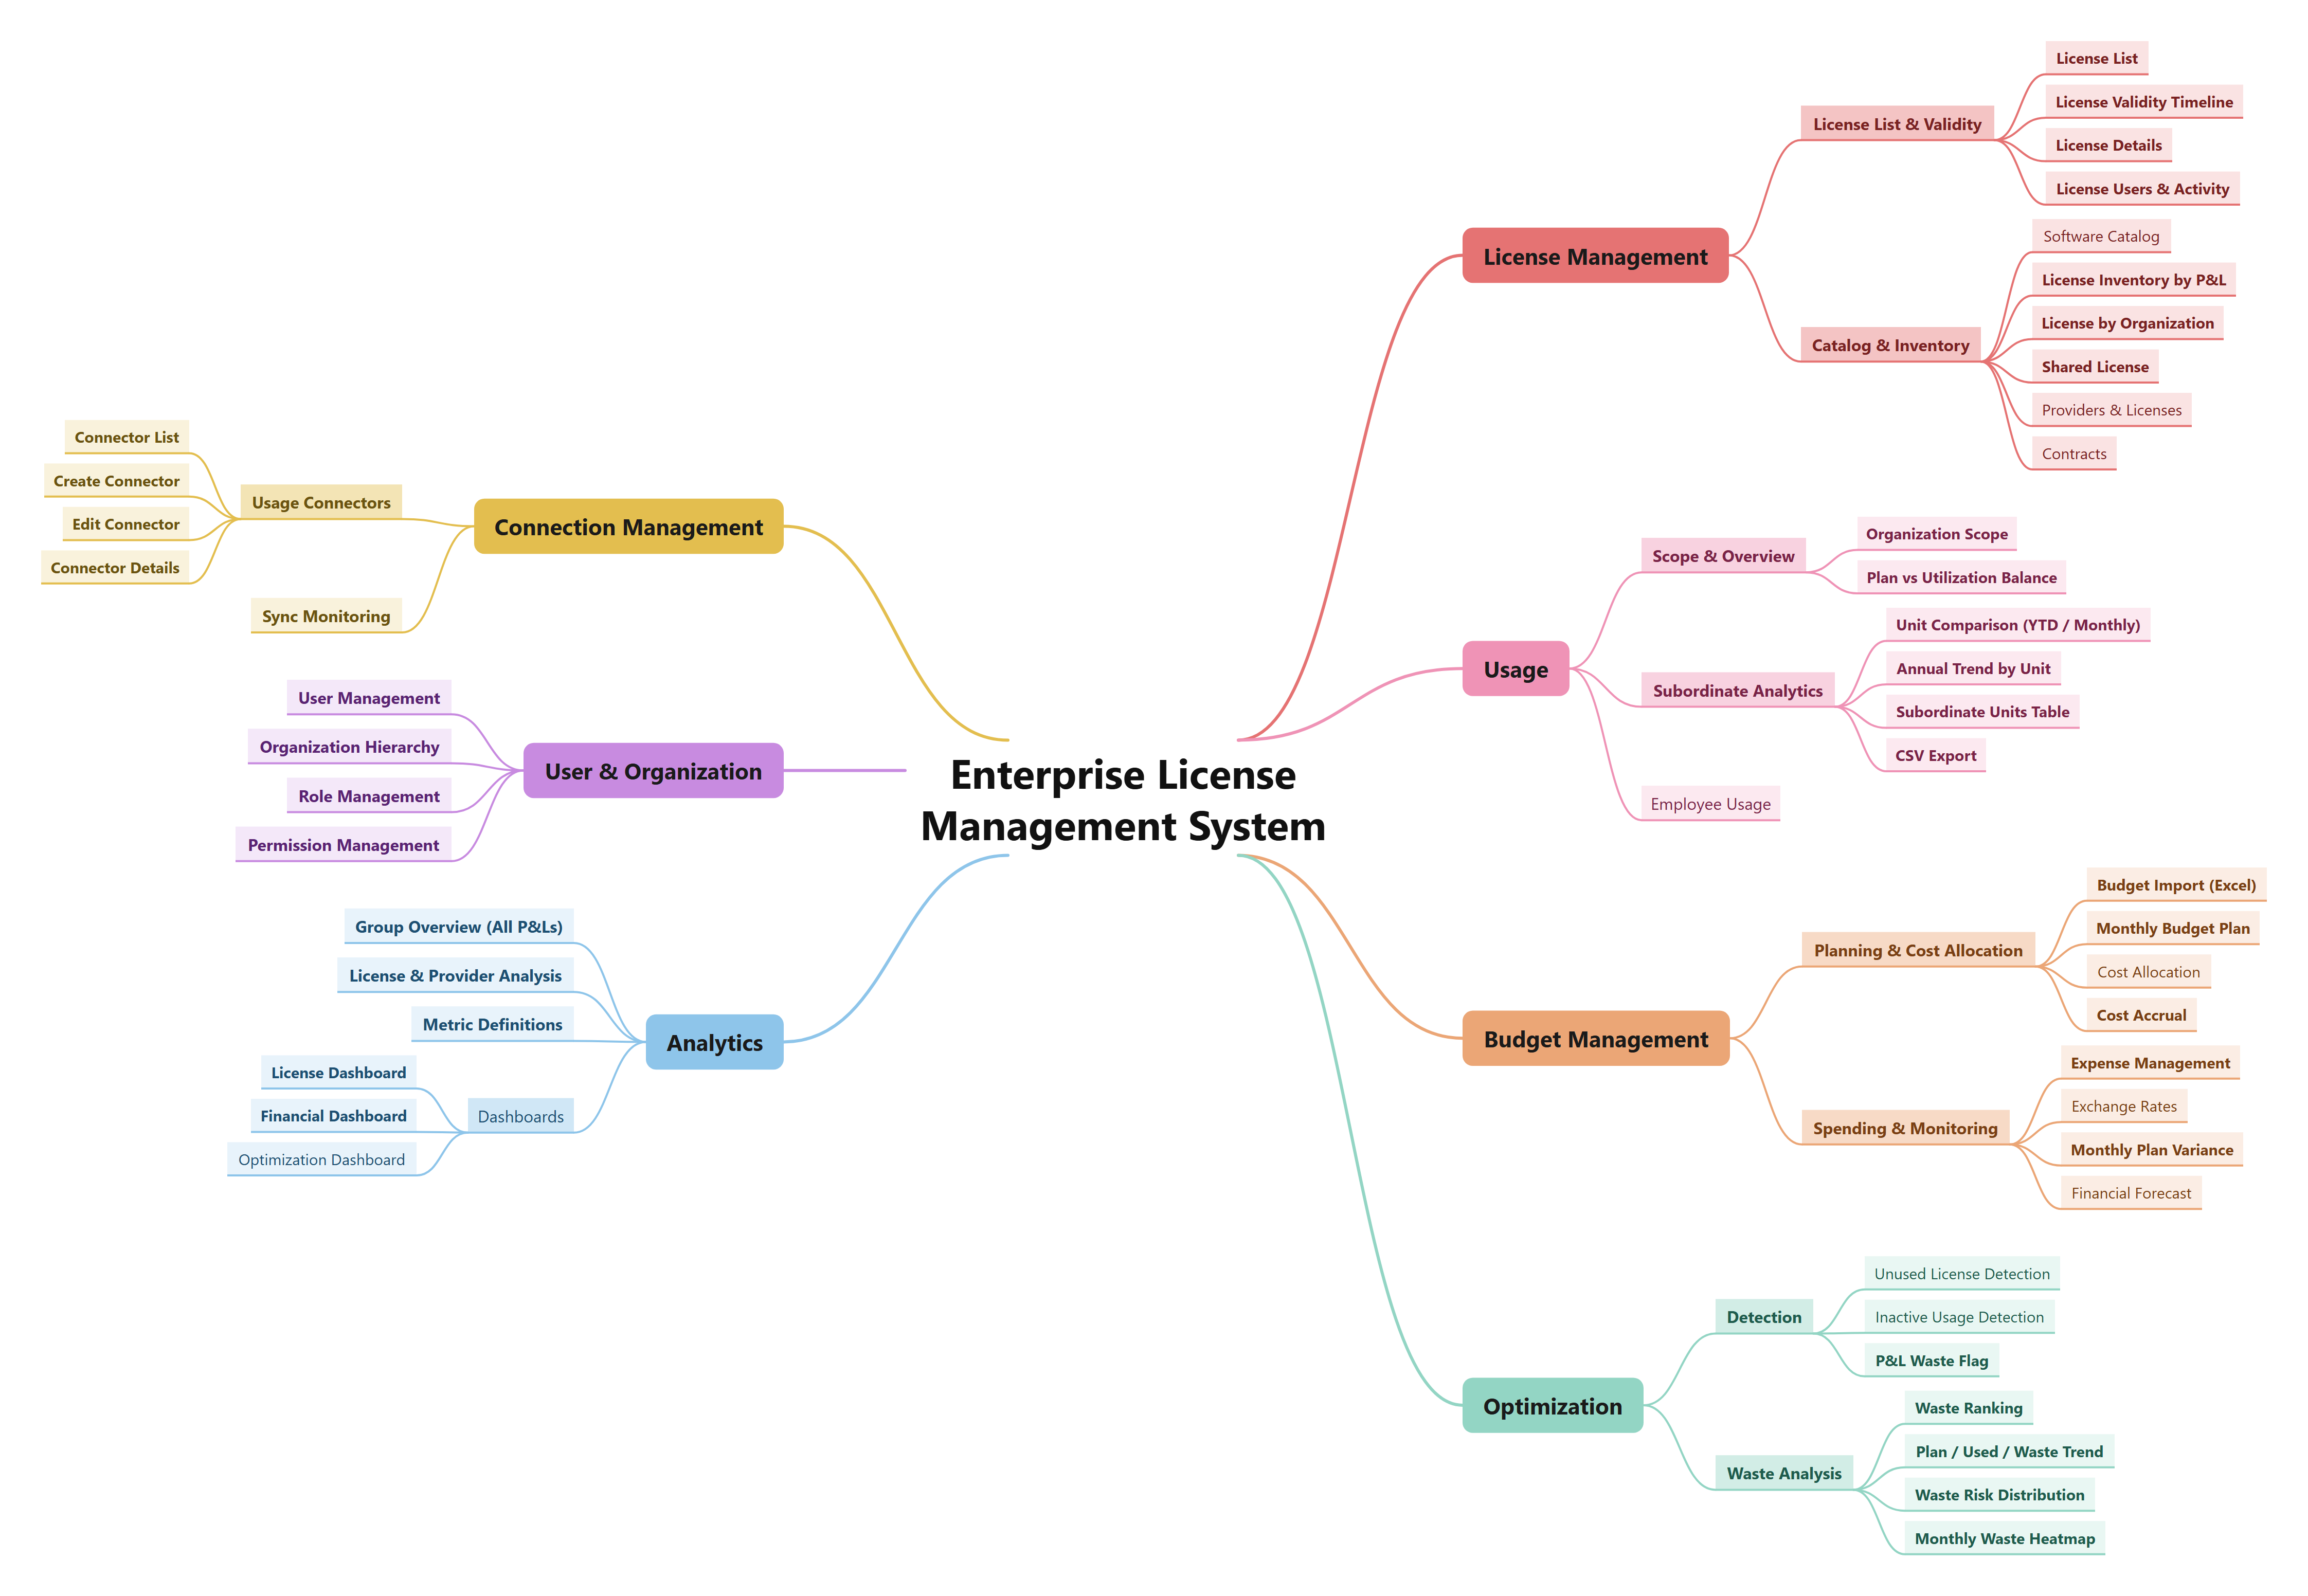 Enterprise License
Management System
License Management
License List & Validity
License List
License Validity Timeline
License Details
License Users & Activity
Catalog & Inventory
Software Catalog
License Inventory by P&L
License by Organization
Shared License
Providers & Licenses
Contracts
Usage
Scope & Overview
Organization Scope
Plan vs Utilization Balance
Subordinate Analytics
Unit Comparison (YTD / Monthly)
Annual Trend by Unit
Subordinate Units Table
CSV Export
Employee Usage
Budget Management
Planning & Cost Allocation
Budget Import (Excel)
Monthly Budget Plan
Cost Allocation
Cost Accrual
Spending & Monitoring
Expense Management
Exchange Rates
Monthly Plan Variance
Financial Forecast
Optimization
Detection
Unused License Detection
Inactive Usage Detection
P&L Waste Flag
Waste Analysis
Waste Ranking
Plan / Used / Waste Trend
Waste Risk Distribution
Monthly Waste Heatmap
Connection Management
Usage Connectors
Connector List
Create Connector
Edit Connector
Connector Details
Sync Monitoring
User & Organization
User Management
Organization Hierarchy
Role Management
Permission Management
Analytics
Group Overview (All P&Ls)
License & Provider Analysis
Metric Definitions
Dashboards
License Dashboard
Financial Dashboard
Optimization Dashboard